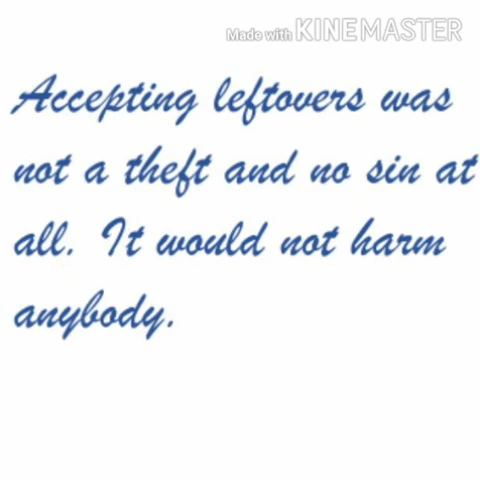 Made with KINEMASTER
Accepting leftovers was
not a theft and no sin at
all. It would not harm
anybody.